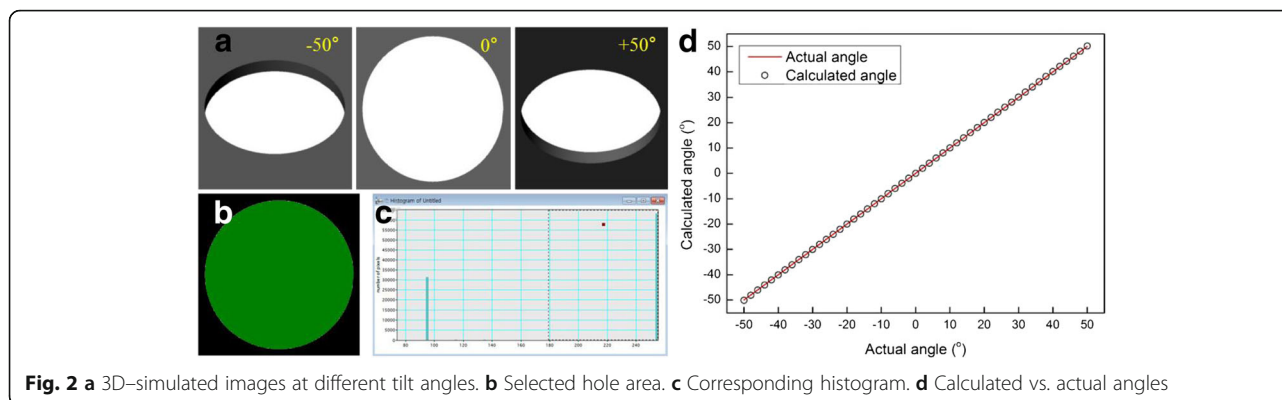 a
-50°
0°
+50°
b
c
Histogram of Untitled
number of pixels
60000
55000
50000
45000
40000
35000
30000
25000
20000
15000
10000
5000
0
80 100 120 140 160 180 200 220 240
d
Actual angle
Calculated angle
50
40
30
20
10
0
-10
-20
-30
-40
-50
Calculated angle (°)
-50 -40 -30 -20 -10 0 10 20 30 40 50
Actual angle (°)
Fig. 2 a 3D–simulated images at different tilt angles. b Selected hole area. c Corresponding histogram. d Calculated vs. actual angles